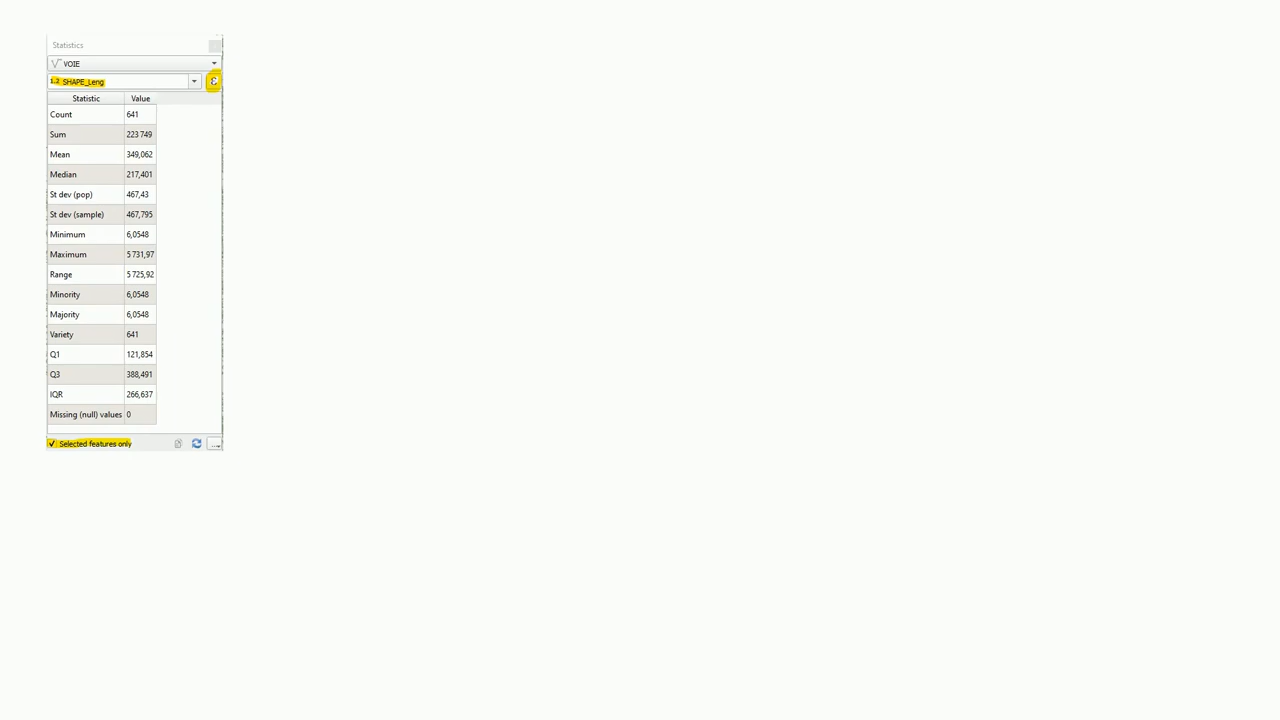 Statistics
VOIE
1.2 SHAPE_Leng ε
Statistic Value
Count 641
Sum 223 749
Mean 349,062
Median 217,401
St dev (pop) 467,43
St dev (sample) 467,795
Minimum 6,0548
Maximum 5 731,97
Range 5 725,92
Minority 6,0548
Majority 6,0548
Variety 641
Q1 121,854
Q3 388,491
IQR 266,637
Missing (null) values 0
Selected features only ...